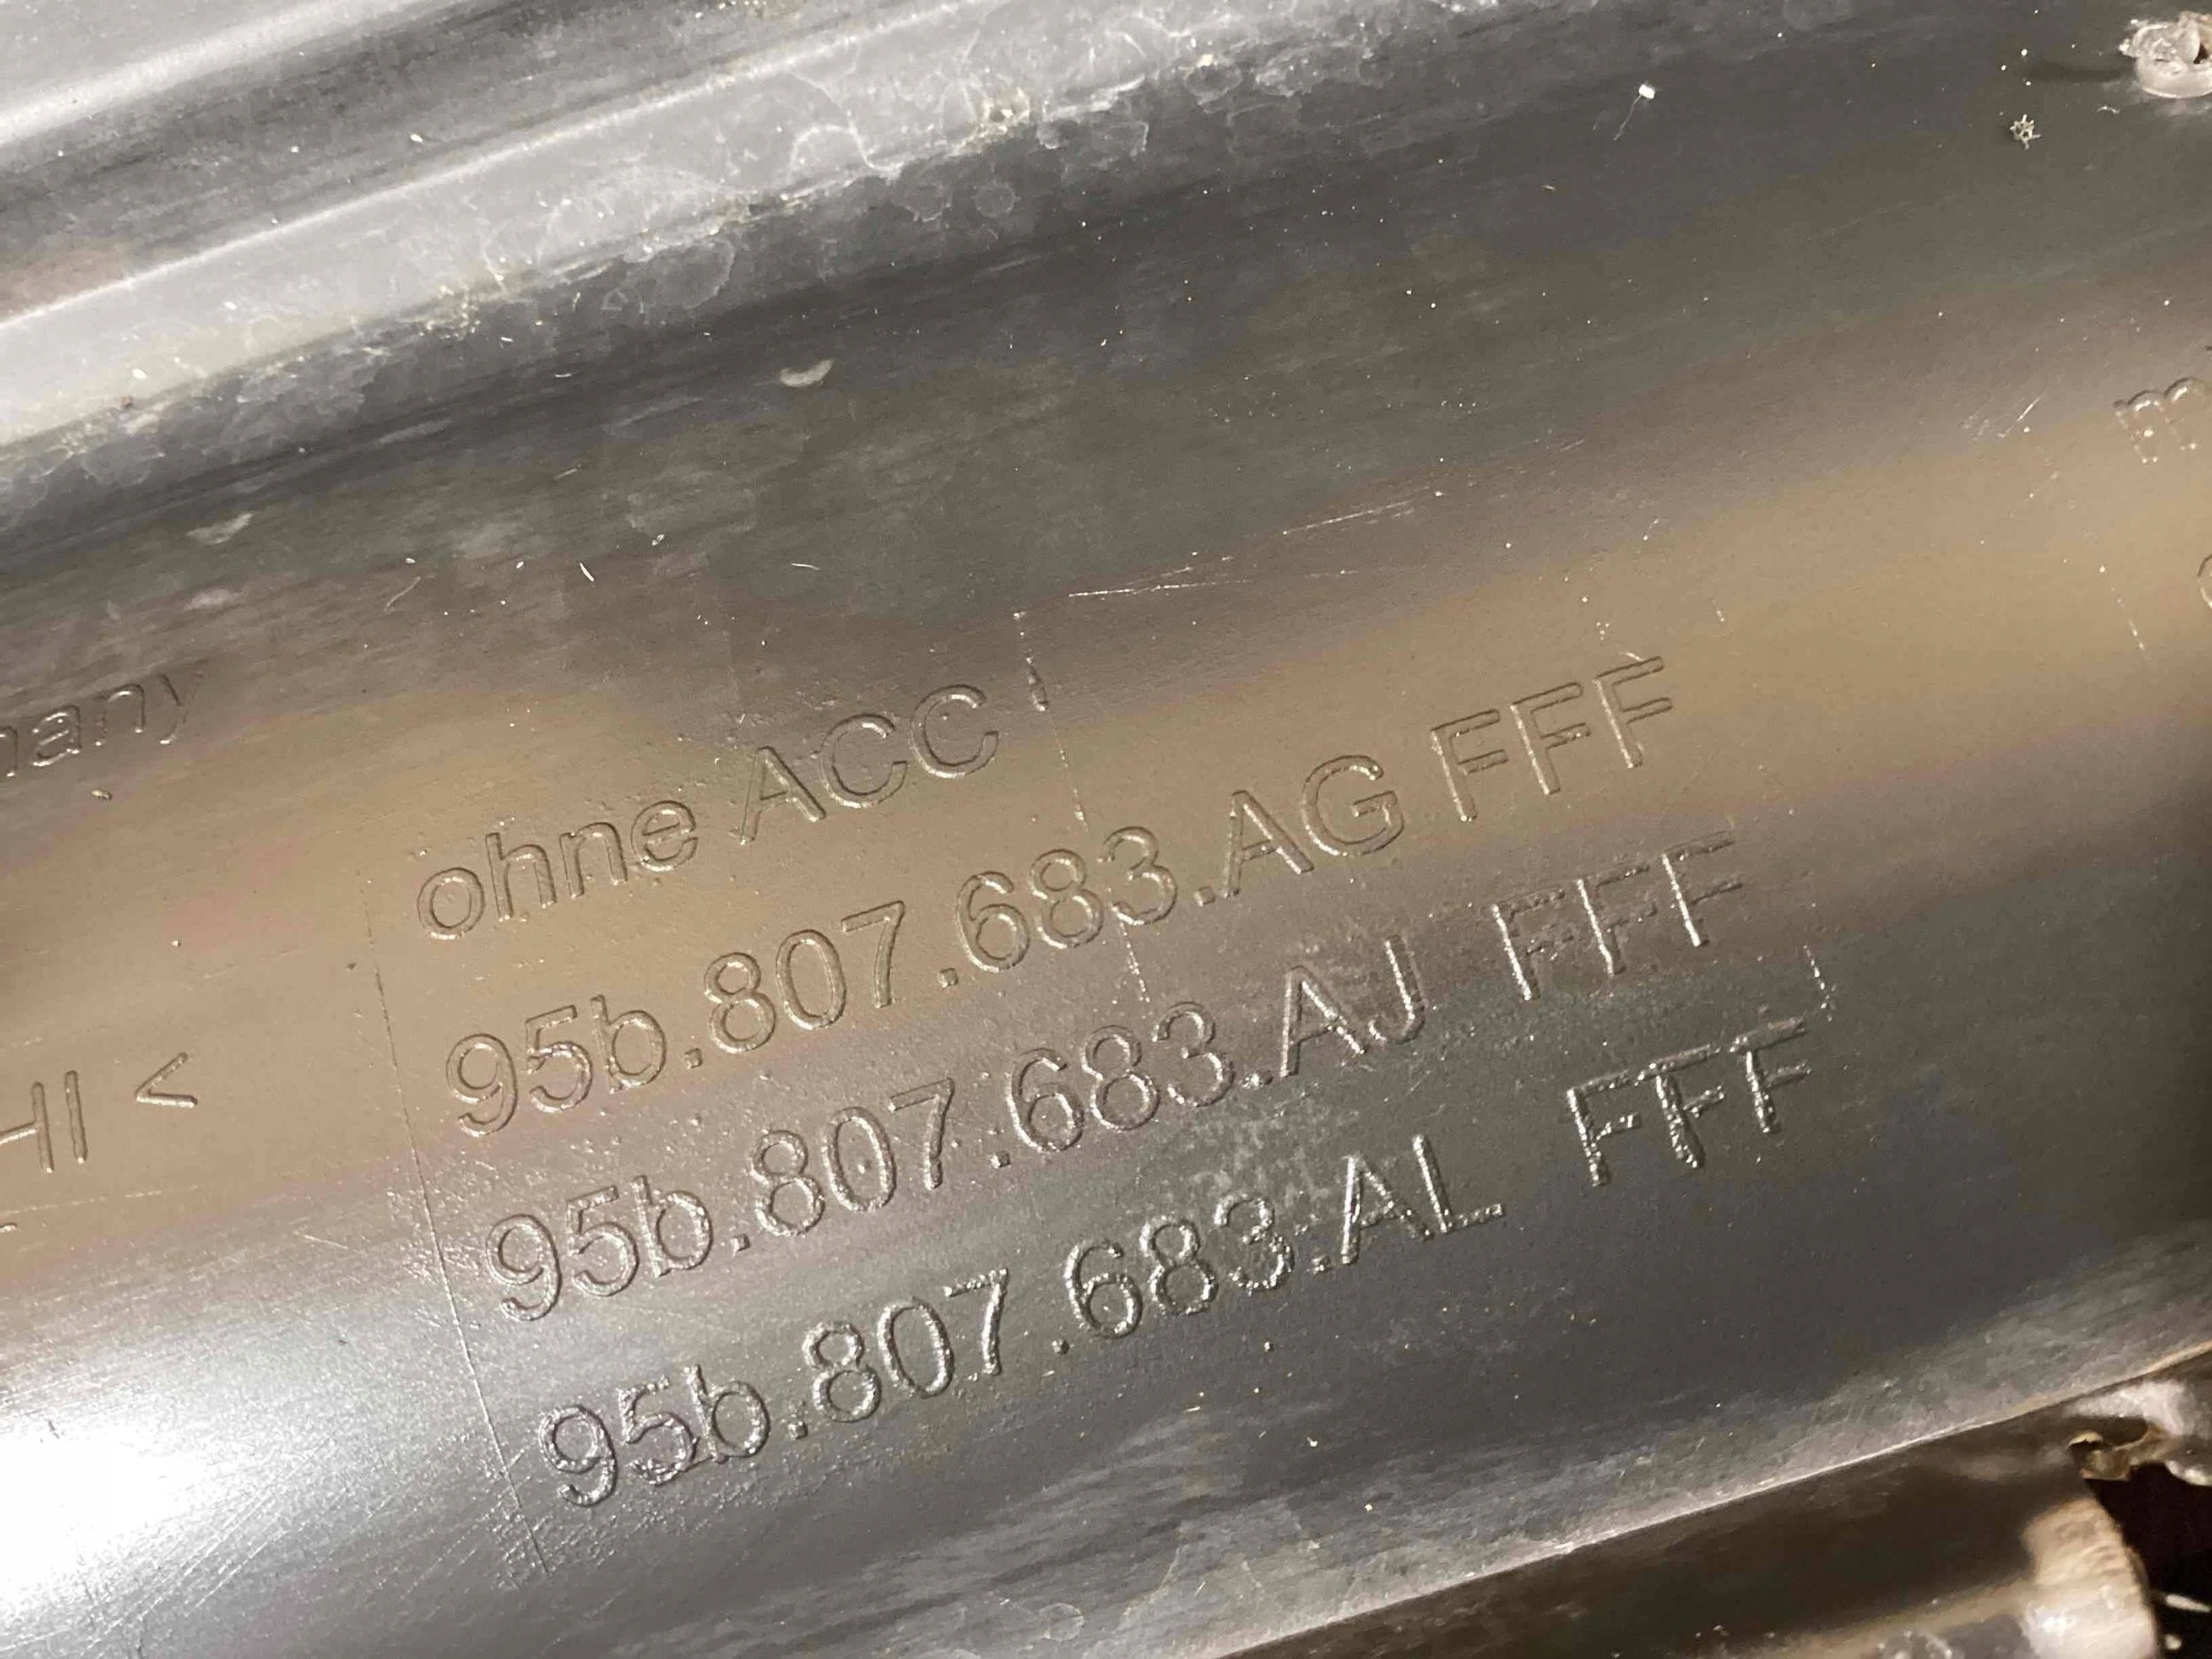 ohne ACC
95b.807.683.AG FFF
95b.807.683.AJ FFF
95b.807.683.AL FFF